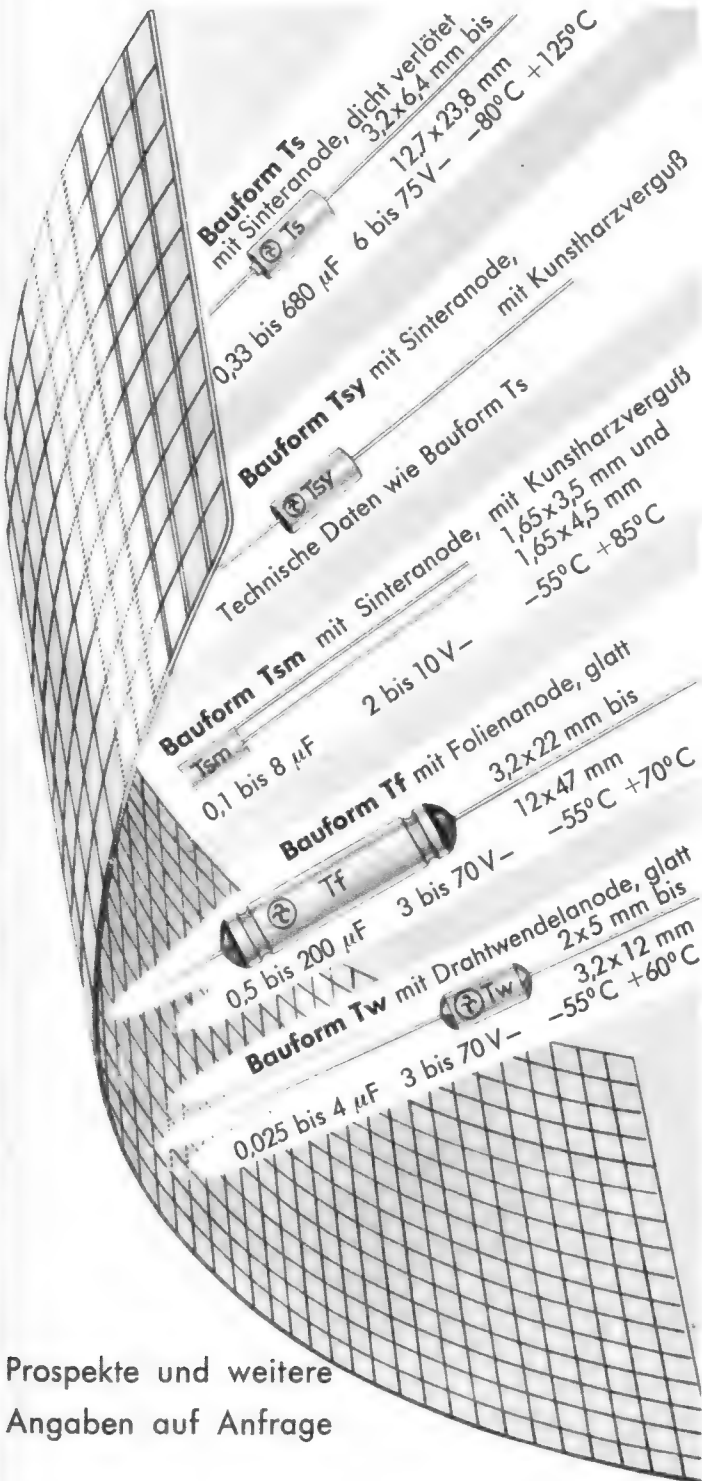 Bauform Ts
mit Sinteranode, dicht verlötet
3,2x6,4 mm bis
12,7x23,8 mm
Ts
0,33 bis 680 µF 6 bis 75 V– –80°C +125°C
Bauform Tsy mit Sinteranode,
mit Kunstharzverguß
Tsy
Technische Daten wie Bauform Ts
Bauform Tsm mit Sinteranode, mit Kunstharzverguß
1,65x3,5 mm und
1,65x4,5 mm
Tsm
0,1 bis 8 µF 2 bis 10 V– –55°C +85°C
Bauform Tf mit Folienanode, glatt
3,2x22 mm bis
12x47 mm
Tf
0,5 bis 200 µF 3 bis 70 V– –55°C +70°C
Bauform Tw mit Drahtwendelanode, glatt
2x5 mm bis
3,2x12 mm
Tw
0,025 bis 4 µF 3 bis 70 V– –55°C +60°C
Prospekte und weitere
Angaben auf Anfrage